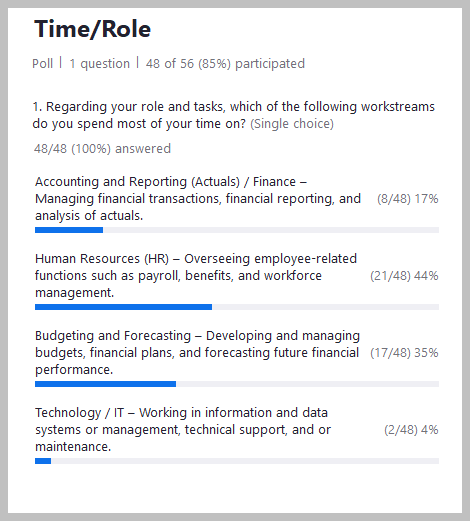 Time/Role
Poll | 1 question | 48 of 56 (85%) participated
1. Regarding your role and tasks, which of the following workstreams
do you spend most of your time on? (Single choice)
48/48 (100%) answered
Accounting and Reporting (Actuals) / Finance –
Managing financial transactions, financial reporting, and (8/48) 17%
analysis of actuals.
Human Resources (HR) – Overseeing employee-related
functions such as payroll, benefits, and workforce (21/48) 44%
management.
Budgeting and Forecasting – Developing and managing
budgets, financial plans, and forecasting future financial (17/48) 35%
performance.
Technology / IT – Working in information and data
systems or management, technical support, and or (2/48) 4%
maintenance.